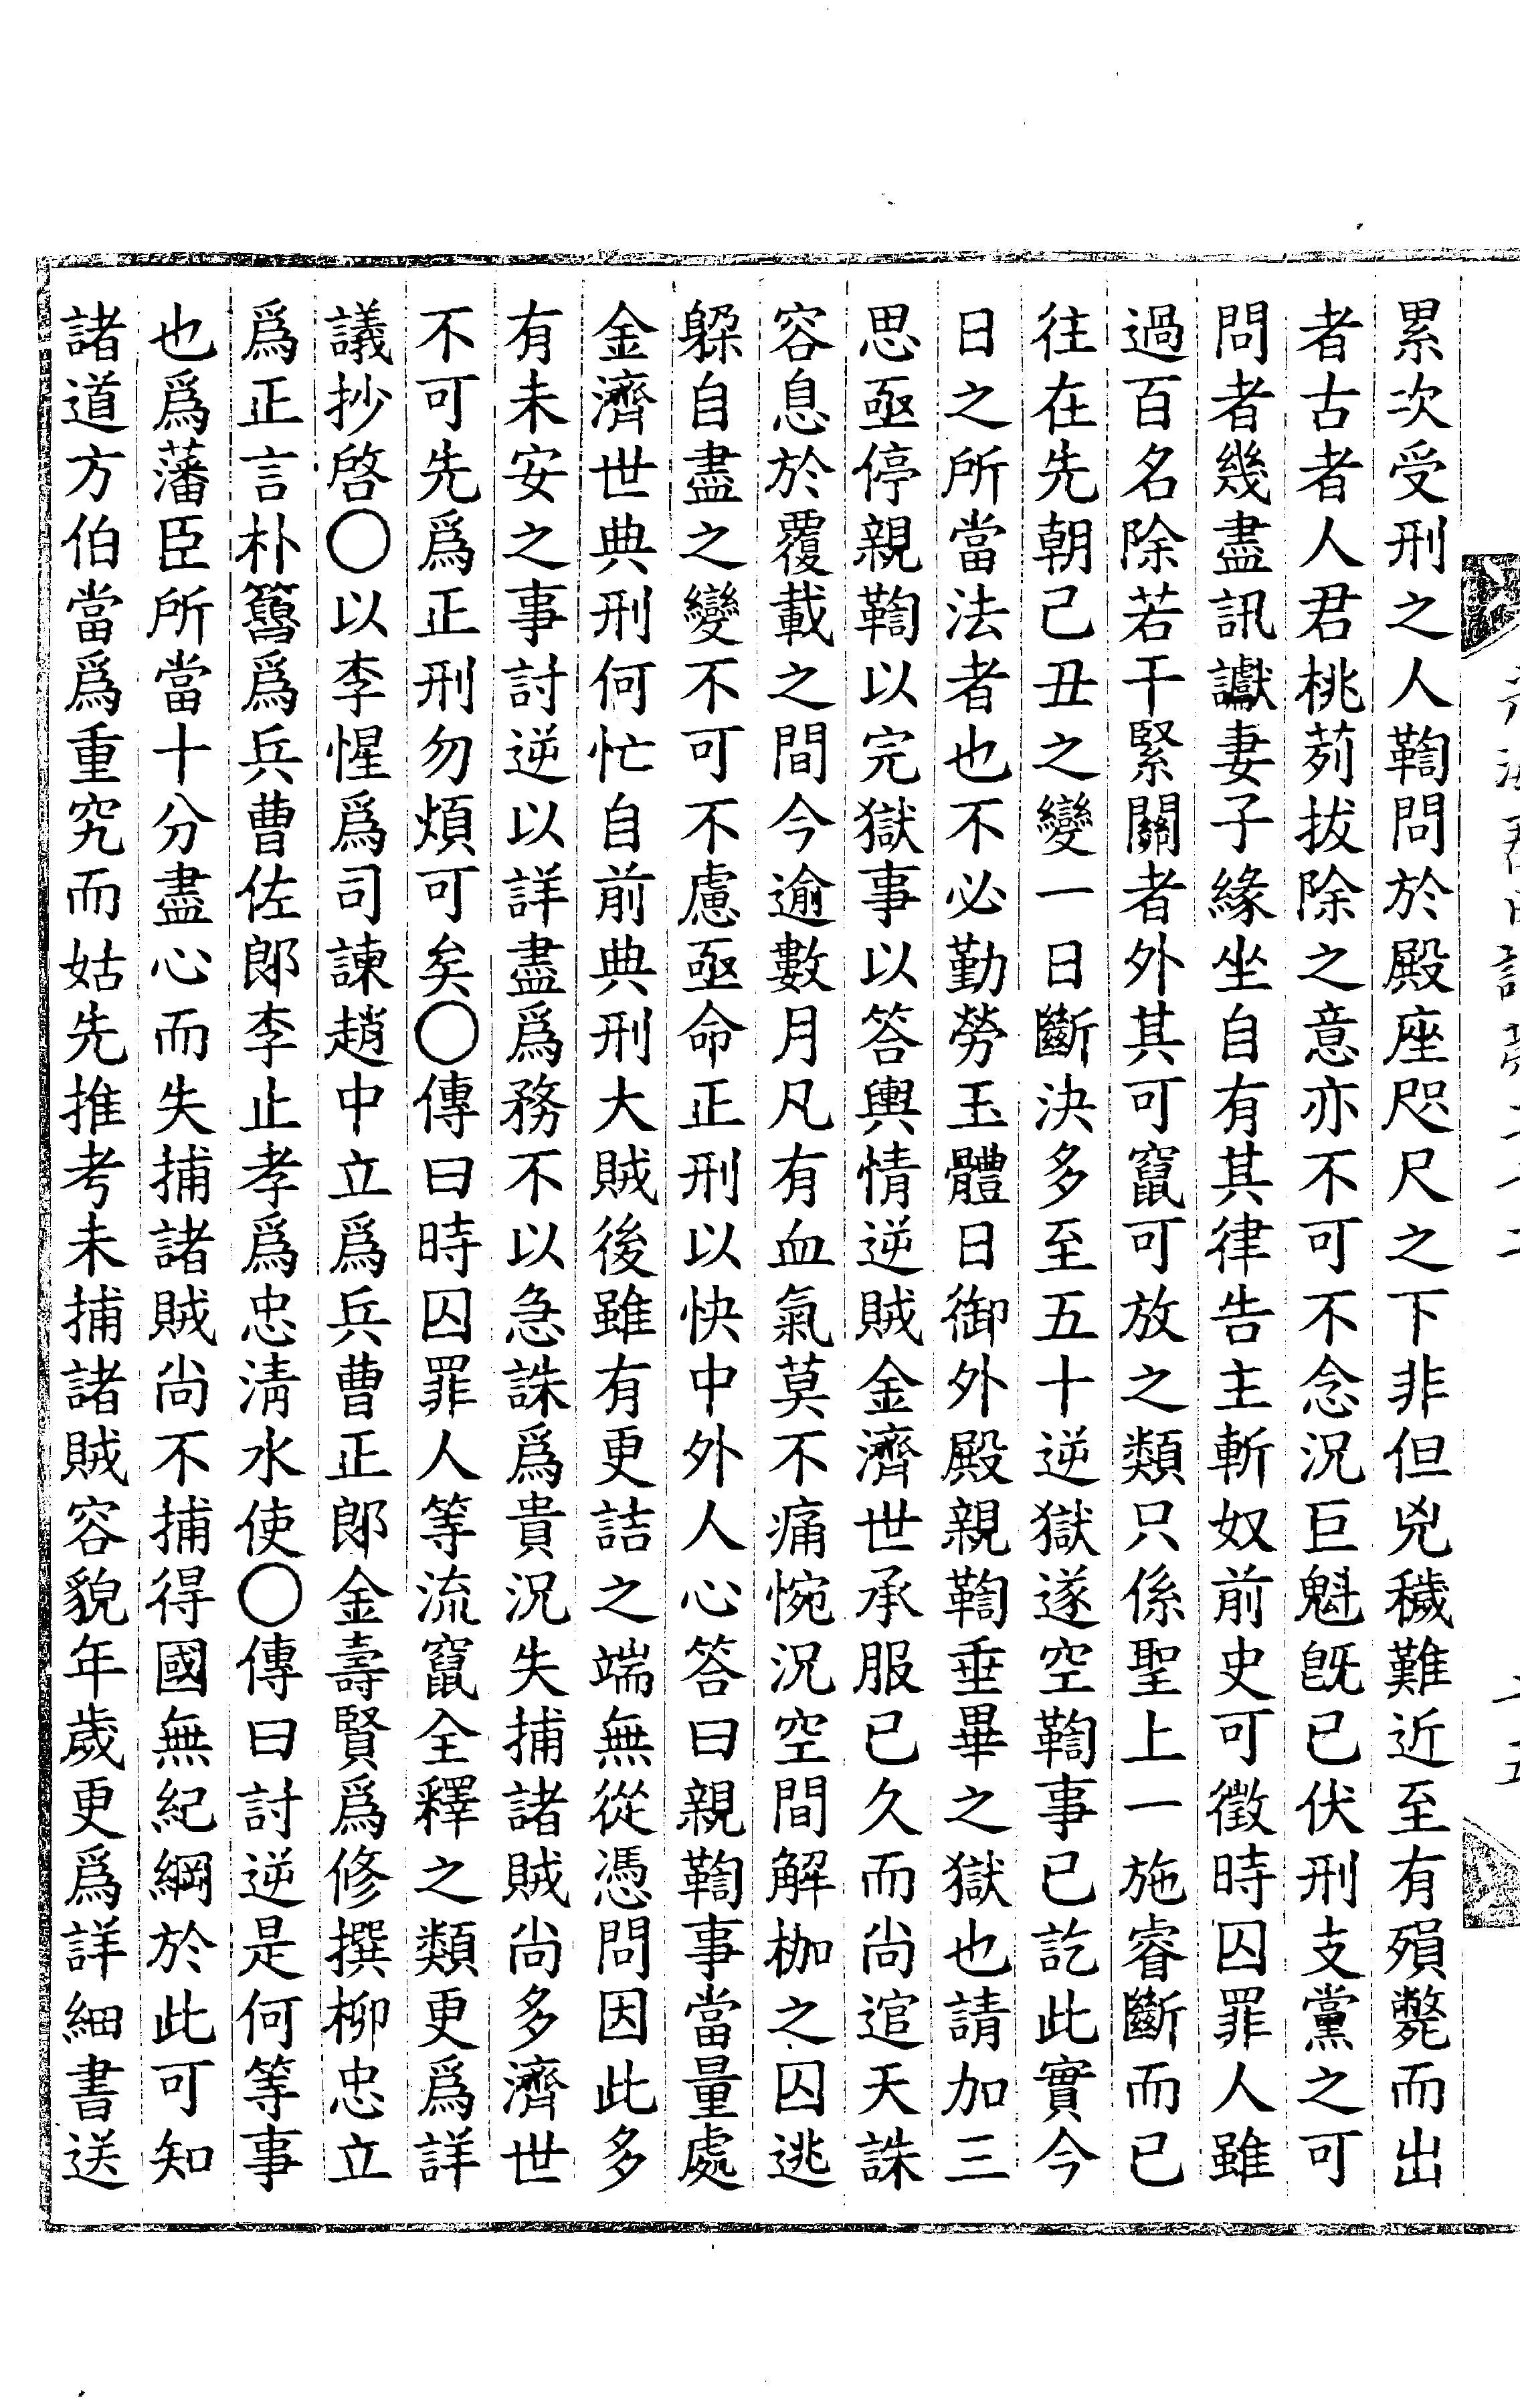 累次受刑之人鞫問於殿座咫尺之下非但兇穢難近至有殞斃而出
者古者人君桃茢拔除之意亦不可不念況巨魁旣已伏刑支黨之可
問者幾盡訊讞妻子緣坐自有其律告主斬奴前史可徵時囚罪人雖
過百名除若干緊關者外其可竄可放之類只係聖上一施睿斷而已
往在先朝己丑之變一日斷決多至五十逆獄遂空鞫事已訖此實今
日之所當法者也不必勤勞玉體日御外殿親鞫垂畢之獄也請加三
思亟停親鞫以完獄事以答輿情逆賊金濟世承服已久而尚逭天誅
容息於覆載之間今逾數月凡有血氣莫不痛惋況空間解枷之囚逃
躱自盡之變不可不慮亟命正刑以快中外人心答曰親鞫事當量處
金濟世典刑何忙自前典刑大賊後雖有更詰之端無從憑問因此多
有未安之事討逆以詳盡爲務不以急誅爲貴況失捕諸賊尚多濟世
不可先爲正刑勿煩可矣○傳曰時囚罪人等流竄全釋之類更爲詳
議抄啓○以李惺爲司諫趙中立爲兵曹正郞金壽賢爲修撰柳忠立
爲正言朴簹爲兵曹佐郞李止孝爲忠淸水使○傳曰討逆是何等事
也爲藩臣所當十分盡心而失捕諸賊尚不捕得國無紀綱於此可知
諸道方伯當爲重究而姑先推考未捕諸賊容貌年歲更爲詳細書送